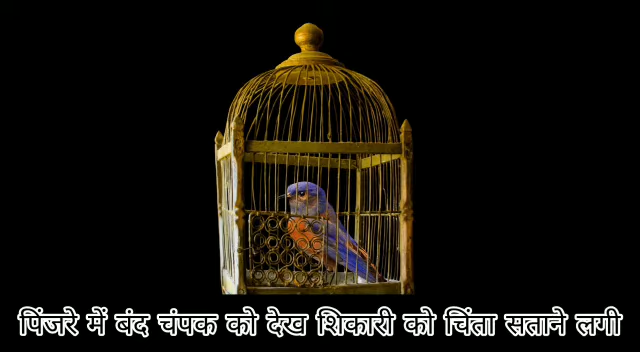 पिंजरे में बंद चंपक को देख शिकारी को चिंता सताने लगी